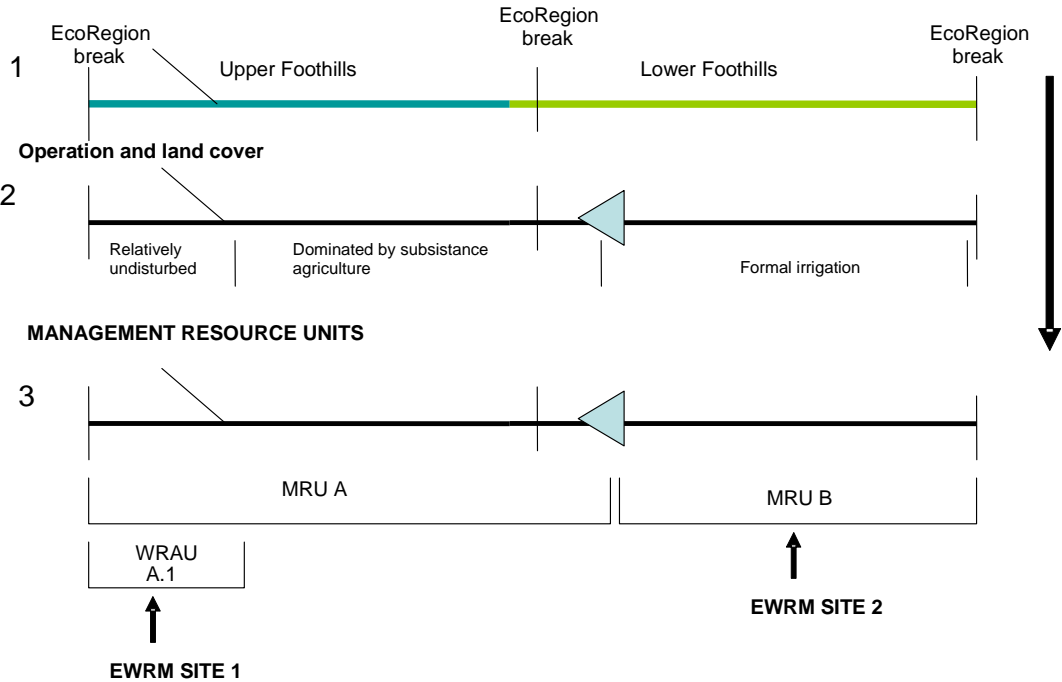 EcoRegion
break
EcoRegion
break
EcoRegion
break
1
Upper Foothills
Lower Foothills
Operation and land cover
2
Relatively
undisturbed
Dominated by subsistance
agriculture
Formal irrigation
MANAGEMENT RESOURCE UNITS
3
MRU A
MRU B
WRAU
A.1
EWRM SITE 2
EWRM SITE 1